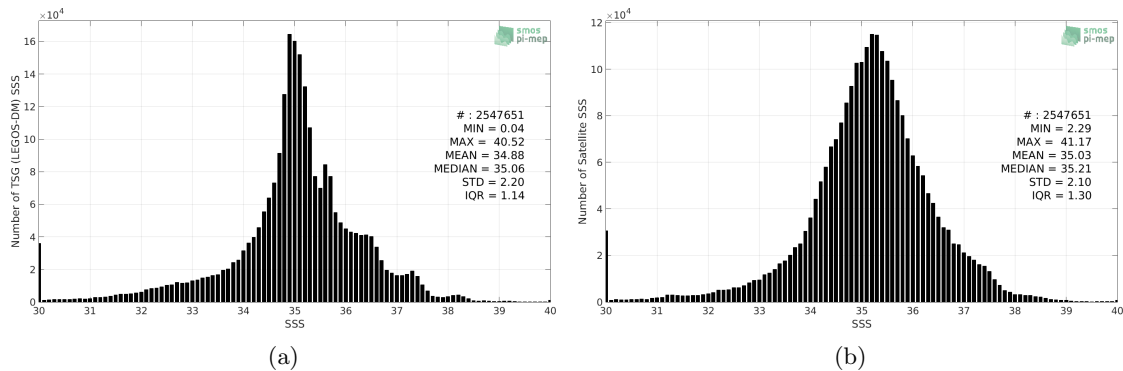 ×10⁴
smos
pi-mep
Number of TSG (LEGOS-DM) SSS
16
14
12
10
8
6
4
2
0
# : 2547651
MIN = 0.04
MAX = 40.52
MEAN = 34.88
MEDIAN = 35.06
STD = 2.20
IQR = 1.14
30 31 32 33 34 35 36 37 38 39 40
SSS
(a)
×10⁴
smos
pi-mep
Number of Satellite SSS
12
10
8
6
4
2
0
# : 2547651
MIN = 2.29
MAX = 41.17
MEAN = 35.03
MEDIAN = 35.21
STD = 2.10
IQR = 1.30
30 31 32 33 34 35 36 37 38 39 40
SSS
(b)